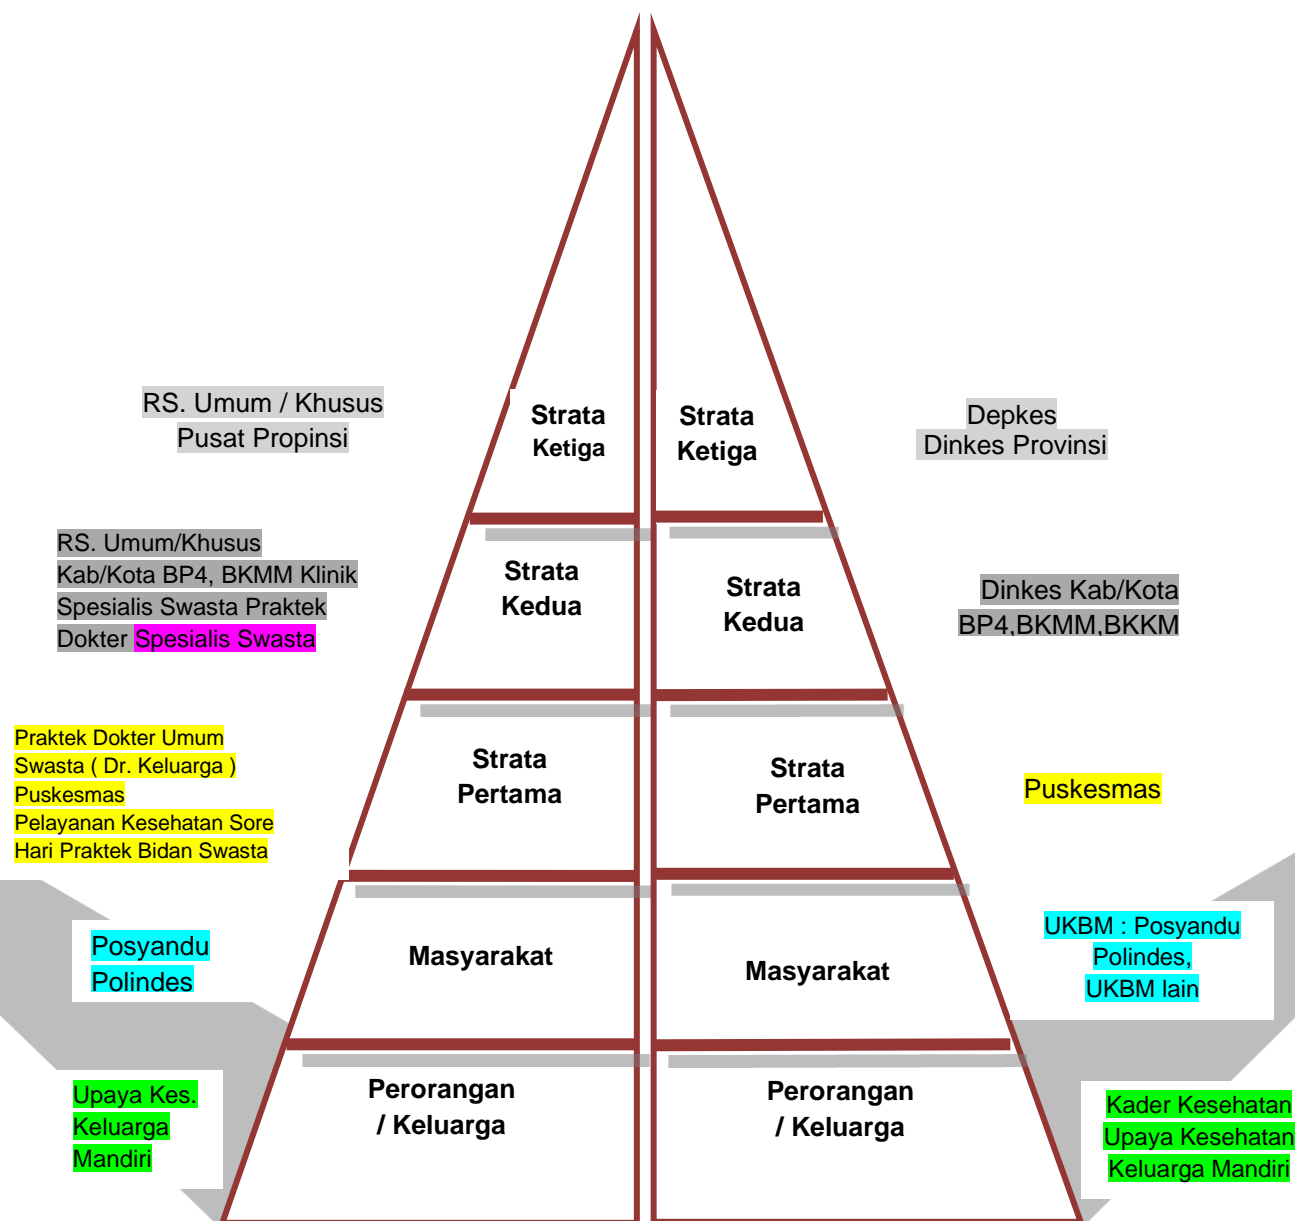 RS. Umum / Khusus
Pusat Propinsi
Strata
Ketiga
Strata
Ketiga
Depkes
Dinkes Provinsi
RS. Umum/Khusus
Kab/Kota BP4, BKMM Klinik
Spesialis Swasta Praktek
Dokter Spesialis Swasta
Strata
Kedua
Strata
Kedua
Dinkes Kab/Kota
BP4,BKMM,BKKM
Praktek Dokter Umum
Swasta ( Dr. Keluarga )
Puskesmas
Pelayanan Kesehatan Sore
Hari Praktek Bidan Swasta
Strata
Pertama
Strata
Pertama
Puskesmas
Posyandu
Polindes
Masyarakat
Masyarakat
UKBM : Posyandu
Polindes,
UKBM lain
Upaya Kes.
Keluarga
Mandiri
Perorangan
/ Keluarga
Perorangan
/ Keluarga
Kader Kesehatan
Upaya Kesehatan
Keluarga Mandiri